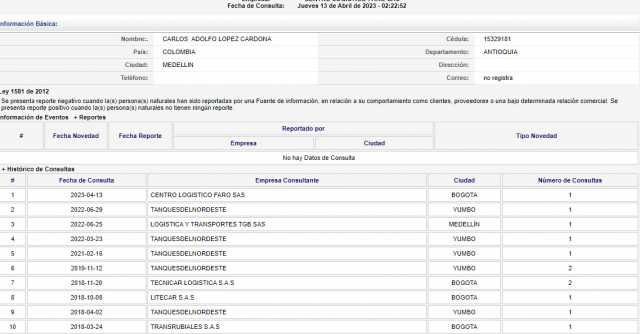 Fecha de Consulta: Jueves 13 de Abril de 2023 - 02:22:52
Información Básica:
Nombre:. CARLOS ADOLFO LOPEZ CARDONA Cédula: 15329181
País: COLOMBIA Departamento: ANTIOQUIA
Ciudad: MEDELLIN Dirección:
Teléfono: Correo: no registra
Ley 1581 de 2012
Se presenta reporte negativo cuando la(s) persona(s) naturales han sido reportadas por una Fuente de información, en relación a su comportamiento como clientes, proveedores o una bajo determinada relación comercial. Se
presenta reporte positivo cuando la(s) persona(s) naturales no tienen ningún reporte.
Información de Eventos + Reportes
# Fecha Novedad Fecha Reporte Reportado por Tipo Novedad
Empresa Ciudad
No hay Datos de Consulta
+ Histórico de Consultas
# Fecha de Consulta Empresa Consultante Ciudad Número de Consultas
1 2023-04-13 CENTRO LOGISTICO FARO SAS BOGOTA 1
2 2022-06-29 TANQUESDELNORDESTE YUMBO 1
3 2022-06-25 LOGISTICA Y TRANSPORTES TGB SAS MEDELLÍN 1
4 2022-03-23 TANQUESDELNORDESTE YUMBO 1
5 2021-02-16 TANQUESDELNORDESTE YUMBO 1
6 2019-11-12 TANQUESDELNORDESTE YUMBO 2
7 2018-11-20 TECNICAR LOGISTICA S.A.S BOGOTA 2
8 2018-10-08 LITECAR S.A.S BOGOTA 1
9 2018-04-02 TANQUESDELNORDESTE YUMBO 1
10 2018-03-24 TRANSRUBIALES S.A.S BOGOTA 1